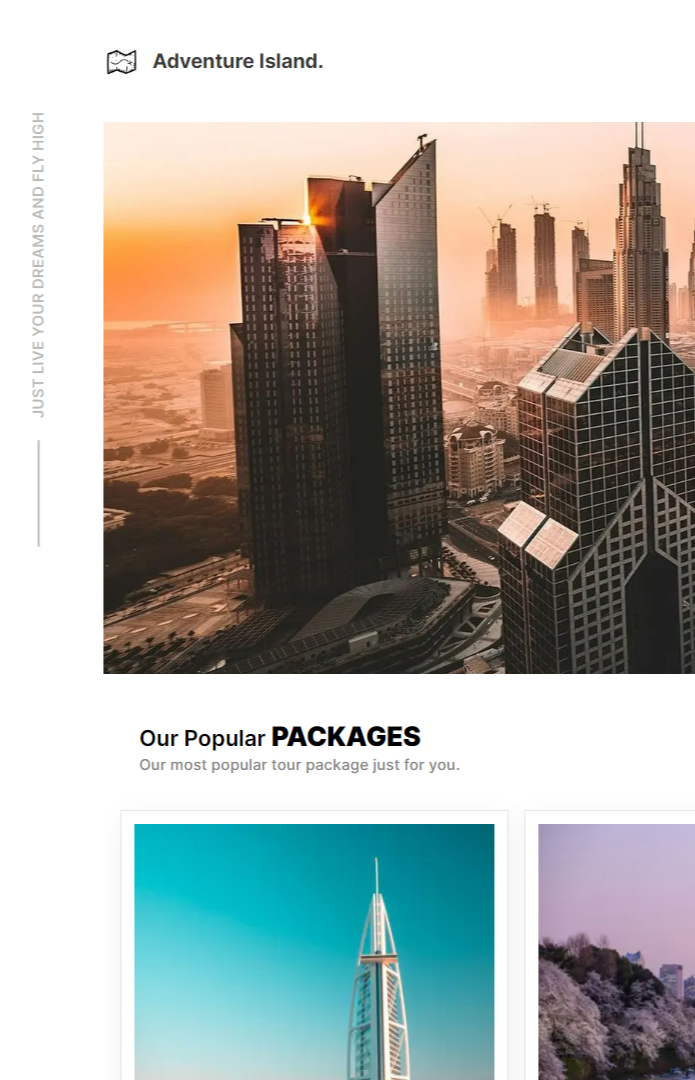 Adventure Island.
JUST LIVE YOUR DREAMS AND FLY HIGH
Our Popular PACKAGES
Our most popular tour package just for you.